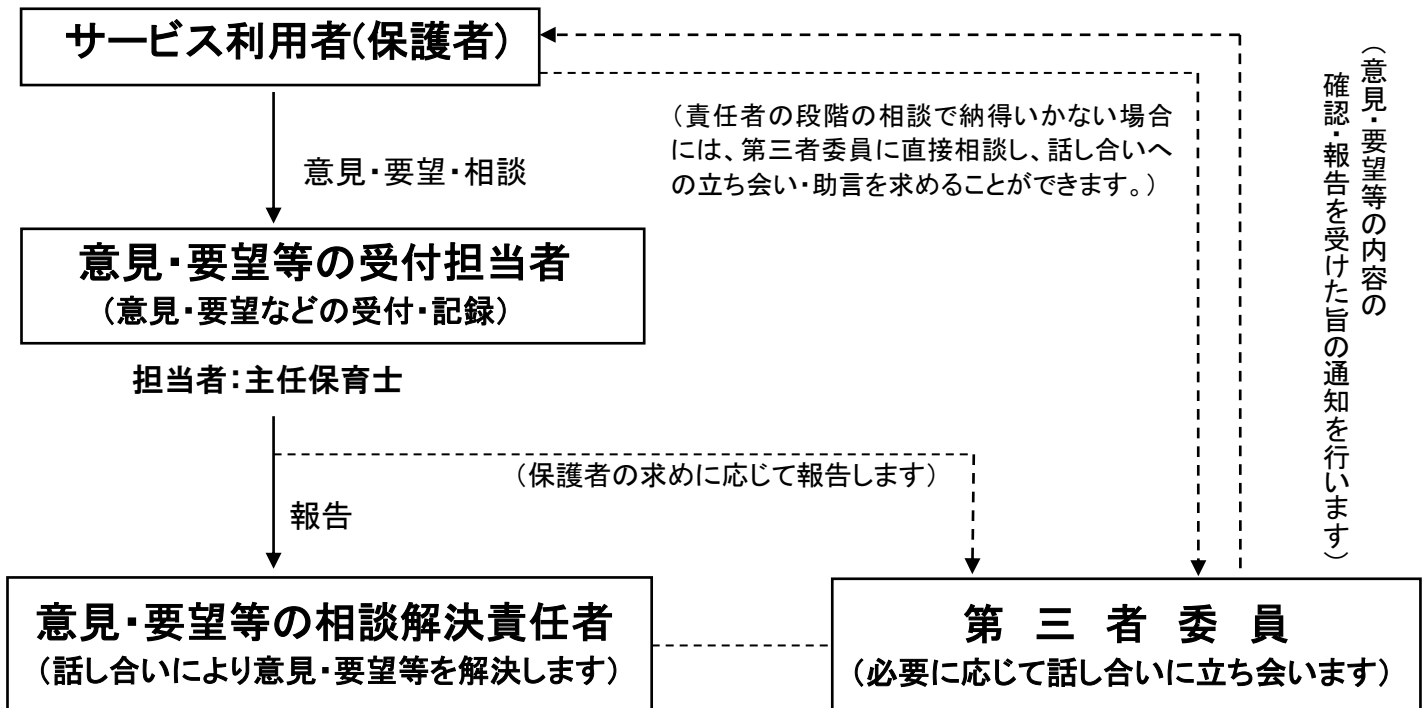 サービス利用者(保護者)
意見・要望・相談
(責任者の段階の相談で納得いかない場合
には、第三者委員に直接相談し、話し合いへ
の立ち会い・助言を求めることができます。)
(意見・要望等の内容の
確認・報告を受けた旨の通知を行います)
意見・要望等の受付担当者
(意見・要望などの受付・記録)
担当者:主任保育士
(保護者の求めに応じて報告します)
報告
意見・要望等の相談解決責任者
(話し合いにより意見・要望等を解決します)
第 三 者 委 員
(必要に応じて話し合いに立ち会います)